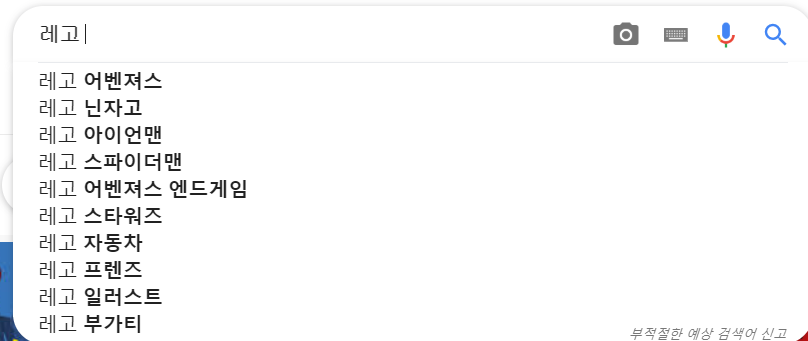 레고
레고 어벤져스
레고 닌자고
레고 아이언맨
레고 스파이더맨
레고 어벤져스 엔드게임
레고 스타워즈
레고 자동차
레고 프렌즈
레고 일러스트
레고 부가티
부적절한 예상 검색어 신고